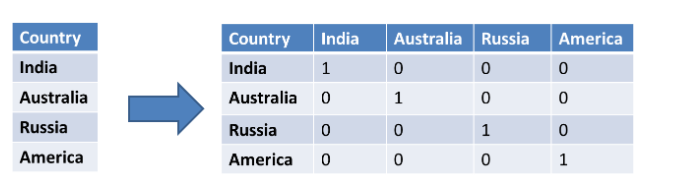 Country
India
Australia
Russia
America
Country India Australia Russia America
India 1 0 0 0
Australia 0 1 0 0
Russia 0 0 1 0
America 0 0 0 1